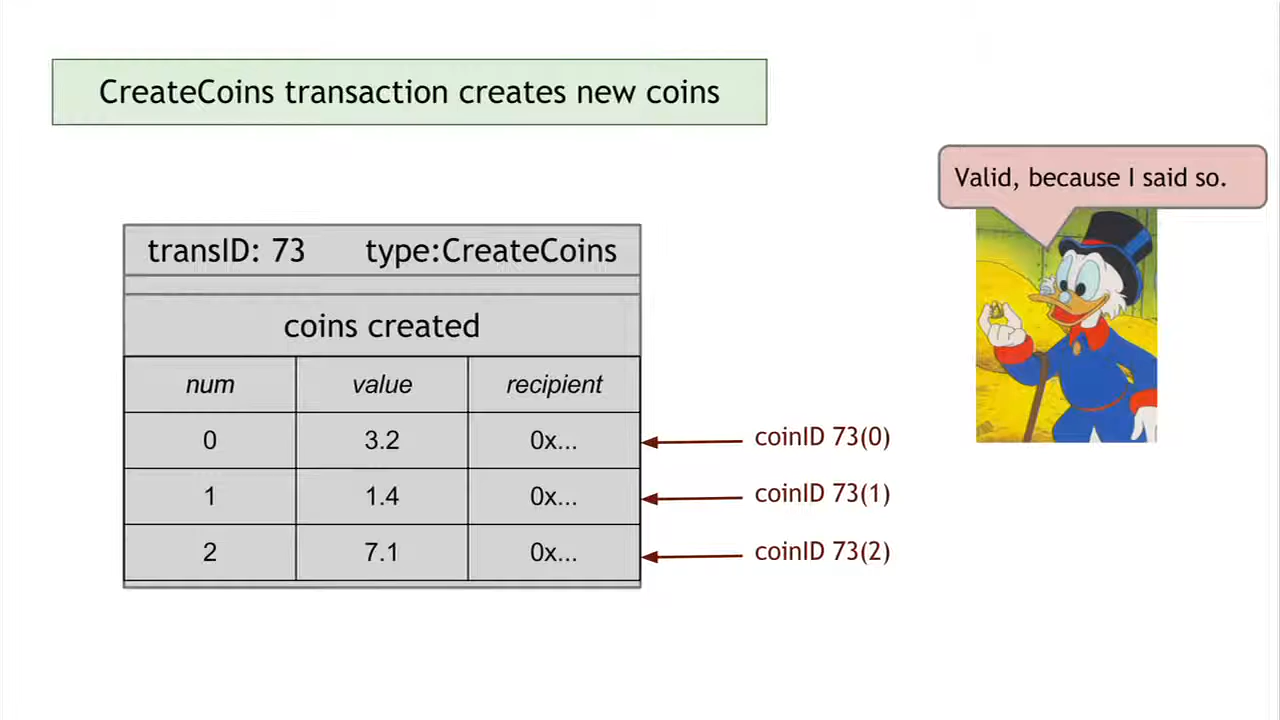 CreateCoins transaction creates new coins
Valid, because I said so.
transID: 73 type:CreateCoins
coins created
num value recipient
0 3.2 0x... coinID 73(0)
1 1.4 0x... coinID 73(1)
2 7.1 0x... coinID 73(2)